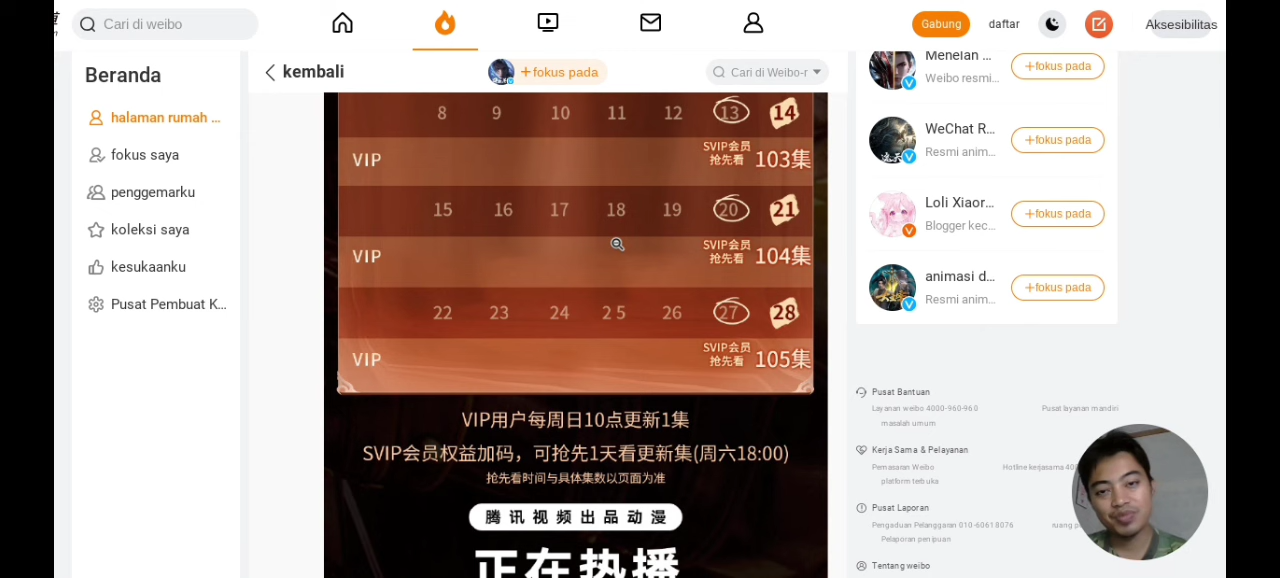 Cari di weibo
Gabung
daftar
Aksesibilitas
Beranda
halaman rumah ...
fokus saya
penggemarku
koleksi saya
kesukaanku
Pusat Pembuat K...
kembali
+fokus pada
Cari di Weibo-r
8 9 10 11 12 13 14
VIP SVIP会员 抢先看 103集
15 16 17 18 19 20 21
VIP SVIP会员 抢先看 104集
22 23 24 25 26 27 28
VIP SVIP会员 抢先看 105集
VIP用户每周日10点更新1集
SVIP会员权益加码，可抢先1天看更新集(周六18:00)
抢先看时间与具体集数以页面为准
腾讯视频出品动漫
正在热播
Weibo resmi...
+fokus pada
WeChat R...
Resmi anim...
+fokus pada
Loli Xiaor...
Blogger kec...
+fokus pada
animasi d...
Resmi anim...
+fokus pada
Pusat Bantuan
Layanan weibo 4000-960-960 Pusat layanan mandiri
masalah umum
Kerja Sama & Pelayanan
Pemasaran Weibo Hotline kerjasama
platform terbuka
Pusat Laporan
Pengaduan Pelanggaran 010-60618076
Pelaporan penipuan
Tentang weibo